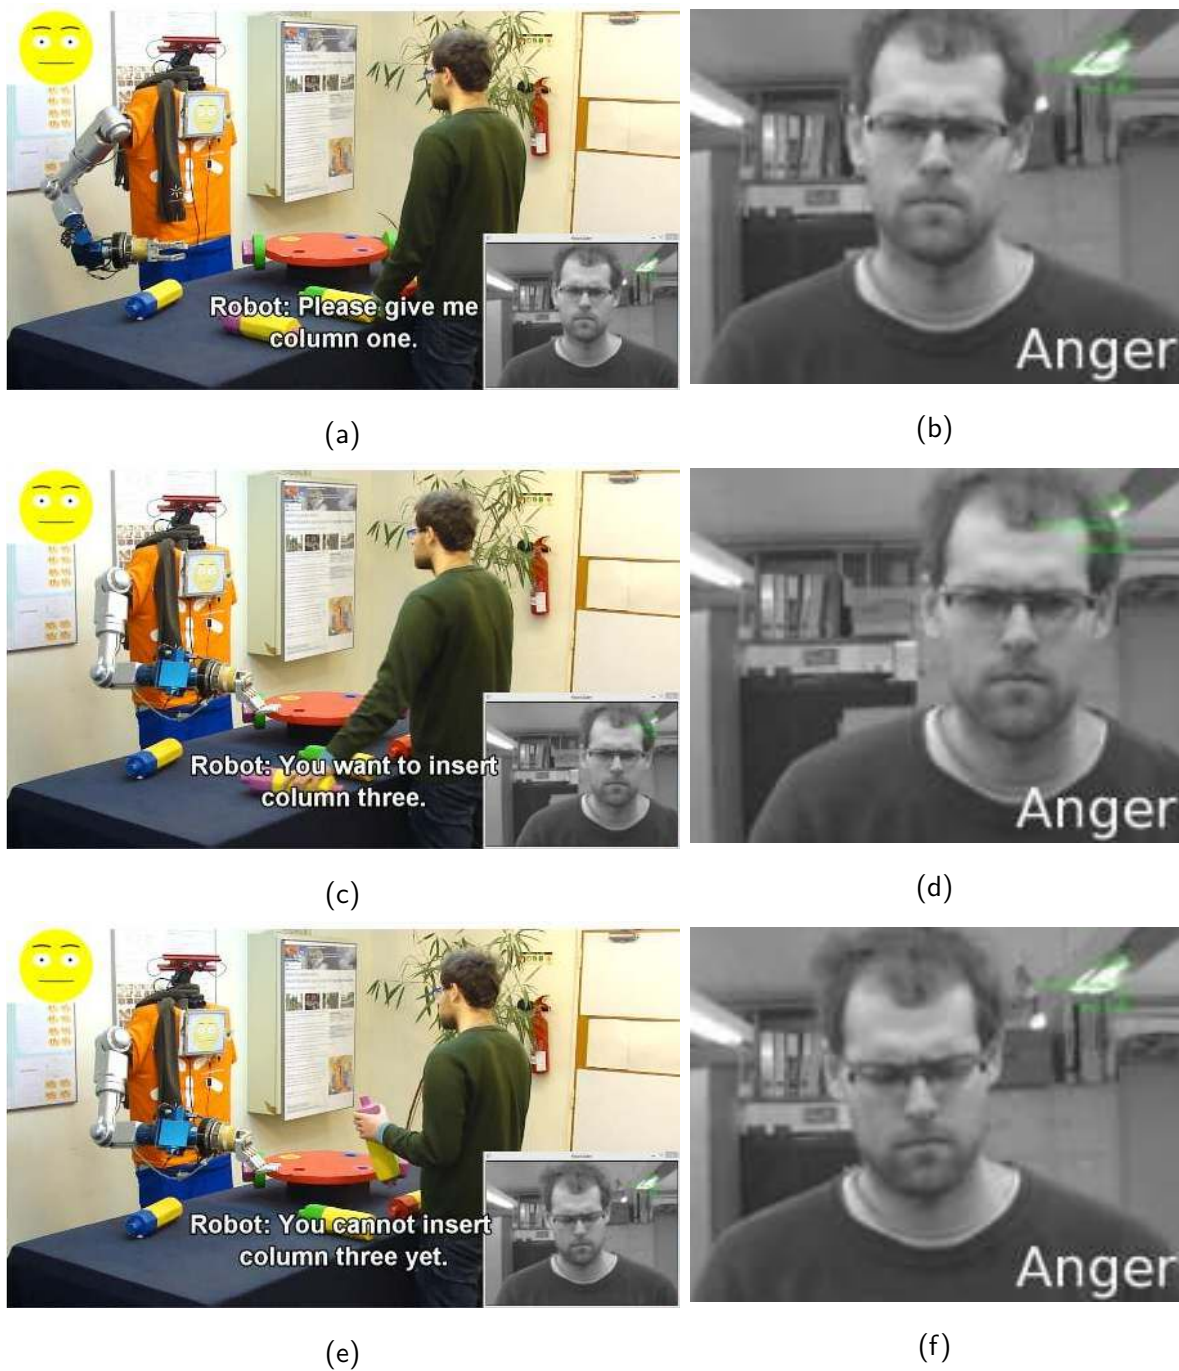 Robot: Please give me
column one.
Anger
(a)
(b)
Robot: You want to insert
column three.
Anger
(c)
(d)
Robot: You cannot insert
column three yet.
Anger
(e)
(f)